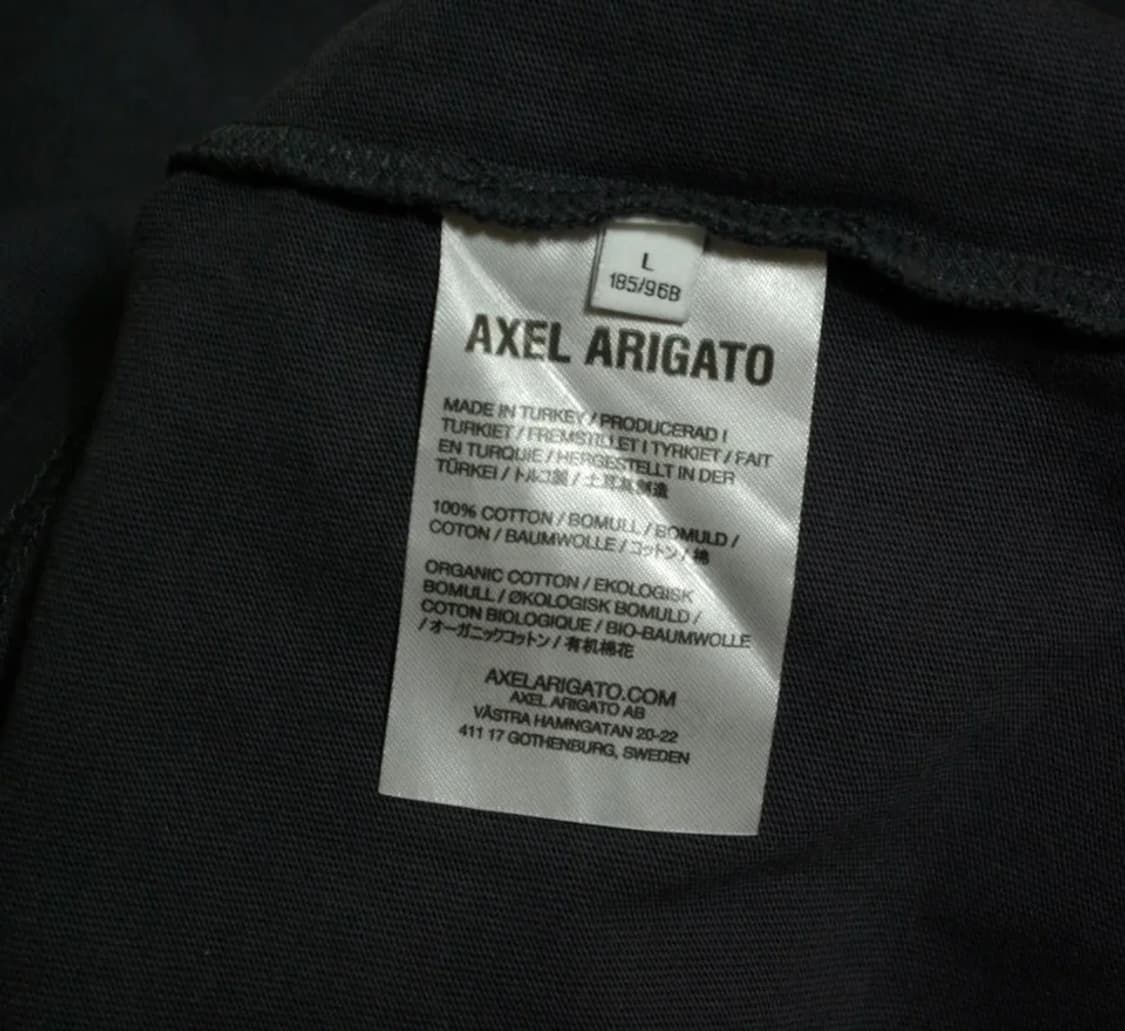 L
185/96B
AXEL ARIGATO
MADE IN TURKEY / PRODUCERAD I
TURKIET / FREMSTILLET I TYRKIET / FAIT
EN TURQUIE / HERGESTELLT IN DER
TÜRKEI / トルコ製 / 土耳其制造
100% COTTON / BOMULL / BOMULD /
COTON / BAUMWOLLE / コットン / 棉
ORGANIC COTTON / EKOLOGISK
BOMULL / ØKOLOGISK BOMULD /
COTON BIOLOGIQUE / BIO-BAUMWOLLE
/ オーガニックコットン / 有机棉花
AXELARIGATO.COM
AXEL ARIGATO AB
VÄSTRA HAMNGATAN 20-22
411 17 GOTHENBURG, SWEDEN